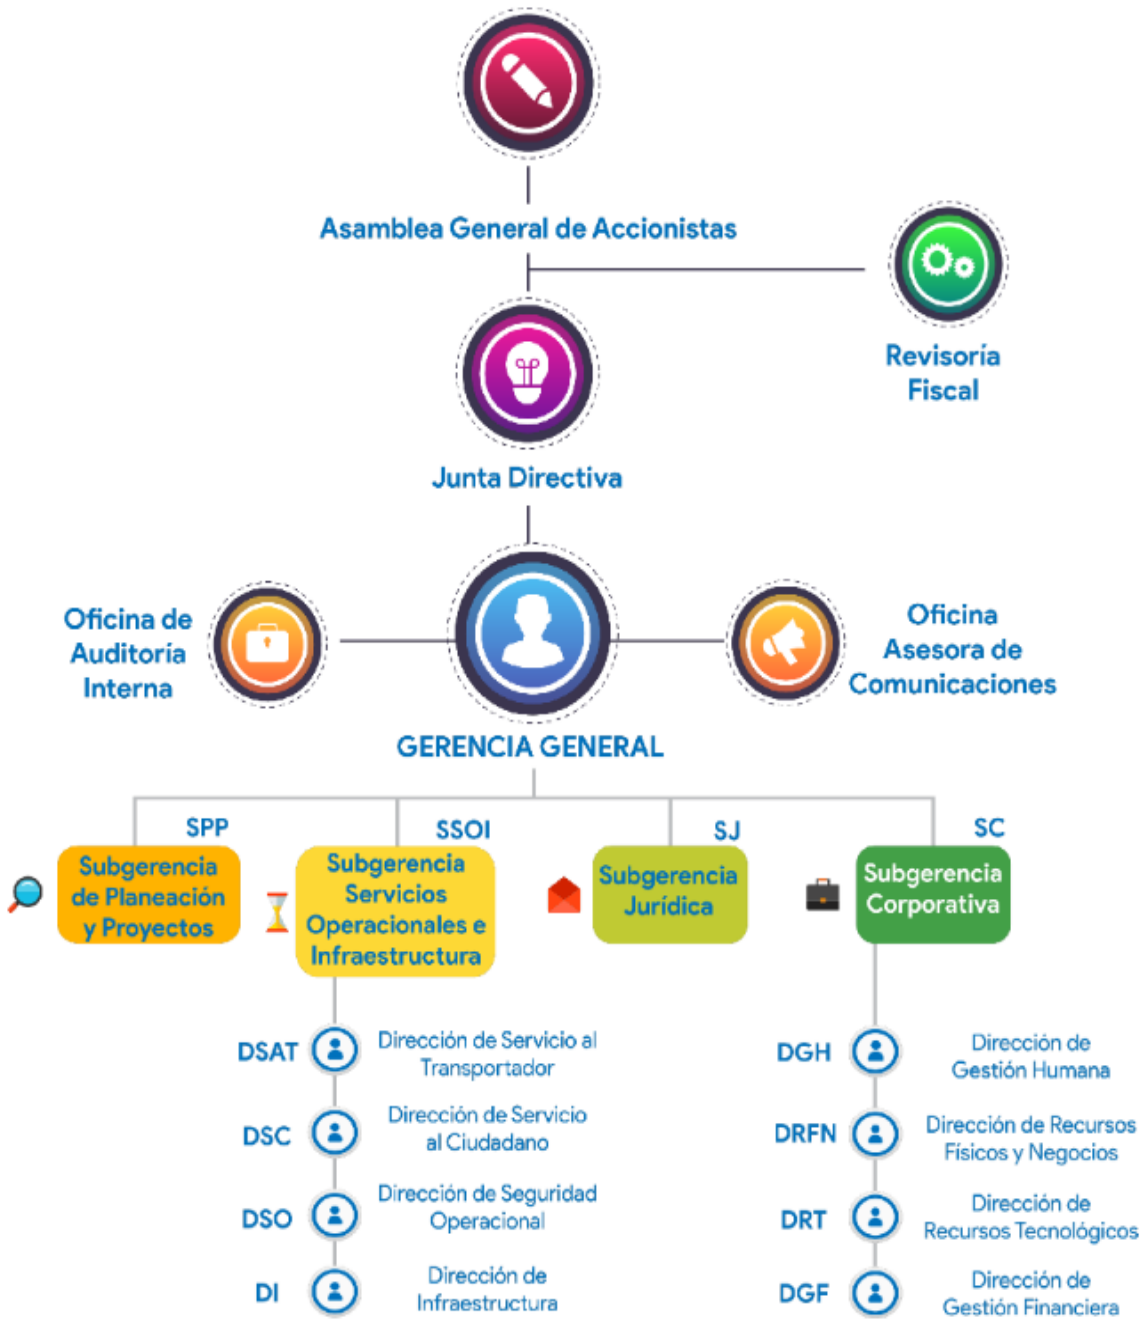 Asamblea General de Accionistas
Revisoría
Fiscal
Junta Directiva
Oficina de
Auditoría
Interna
Oficina
Asesora de
Comunicaciones
GERENCIA GENERAL
SPP
Subgerencia
de Planeación
y Proyectos
SSOI
Subgerencia
Servicios
Operacionales e
Infraestructura
SJ
Subgerencia
Jurídica
SC
Subgerencia
Corporativa
DSAT
Dirección de Servicio al
Transportador
DSC
Dirección de Servicio
al Ciudadano
DSO
Dirección de Seguridad
Operacional
DI
Dirección de
Infraestructura
DGH
Dirección de
Gestión Humana
DRFN
Dirección de Recursos
Físicos y Negocios
DRT
Dirección de
Recursos Tecnológicos
DGF
Dirección de
Gestión Financiera